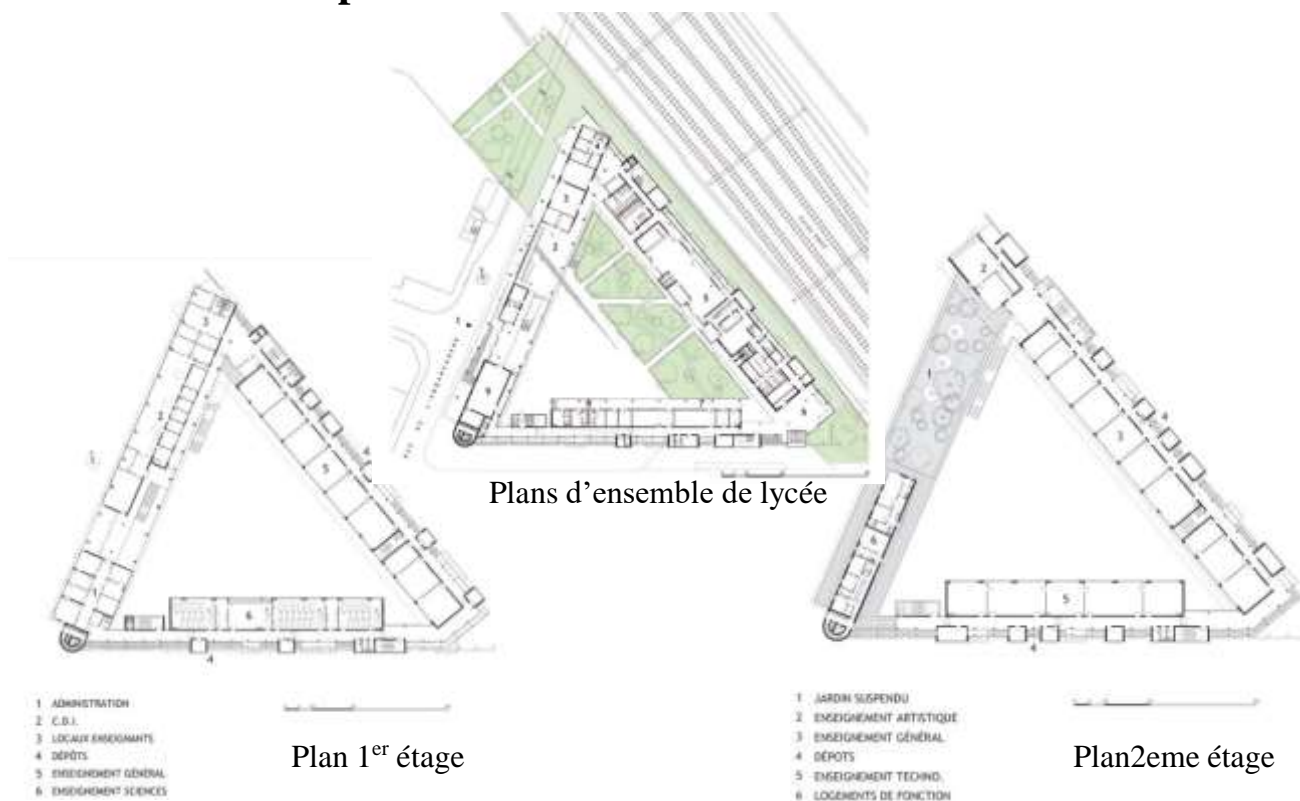 Plans d’ensemble de lycée
1 ADMINISTRATION
2 C.D.I.
3 LOCAUX ENSEIGNANTS
4 DÉPÔTS
5 ENSEIGNEMENT GÉNÉRAL
6 ENSEIGNEMENT SCIENCES
Plan 1er étage
1 JARDIN SUSPENDU
2 ENSEIGNEMENT ARTISTIQUE
3 ENSEIGNEMENT GÉNÉRAL
4 DÉPOTS
5 ENSEIGNEMENT TECHNO.
6 LOGEMENTS DE FONCTION
Plan2eme étage